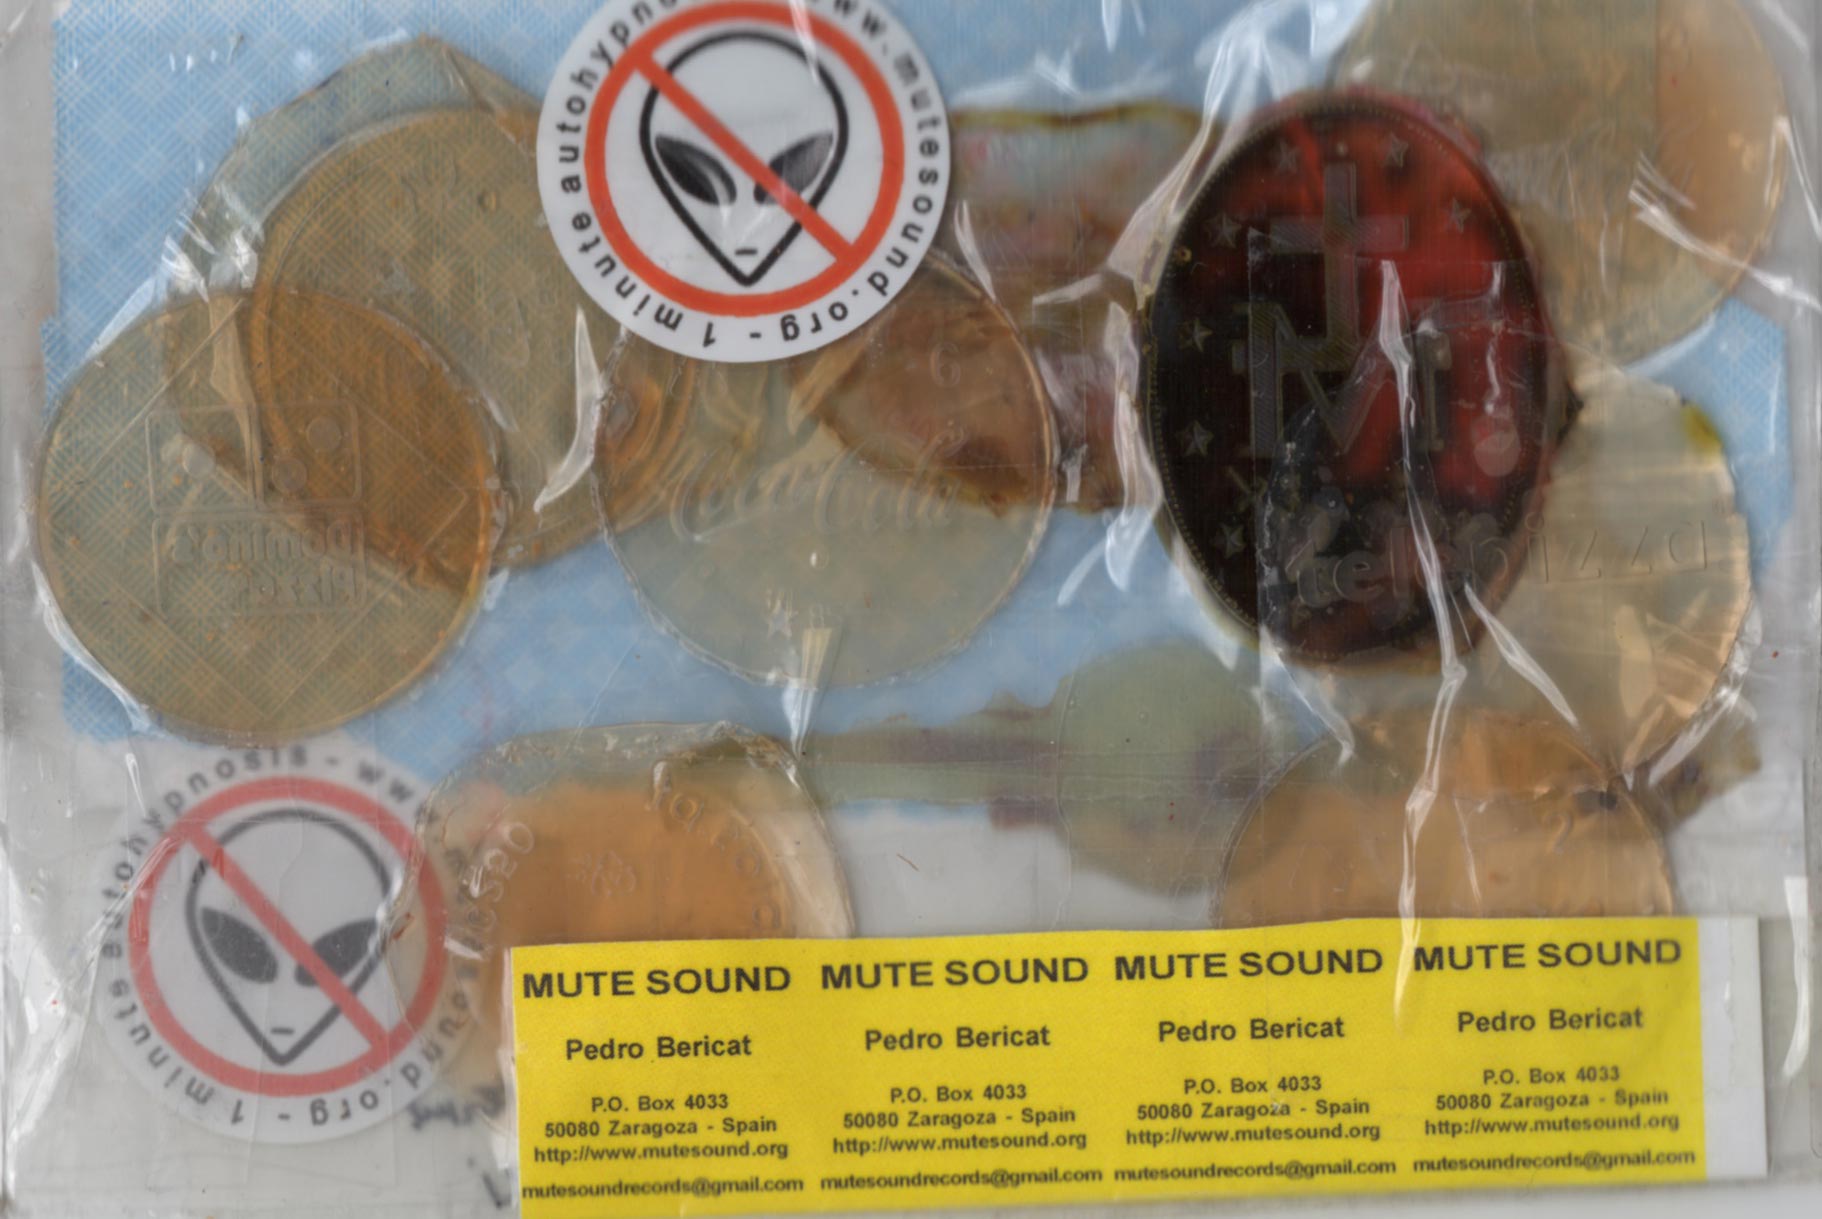 autohypnosis - www.mutesound.org - 1 minute
6
Coca-Cola
JM
telepizza
Domino's
Pizza
autohypnosis - www.mutesound.org - 1 minute
2
MUTE SOUND
Pedro Bericat
P.O. Box 4033
50080 Zaragoza - Spain
http://www.mutesound.org
mutesoundrecords@gmail.com
MUTE SOUND
Pedro Bericat
P.O. Box 4033
50080 Zaragoza - Spain
http://www.mutesound.org
mutesoundrecords@gmail.com
MUTE SOUND
Pedro Bericat
P.O. Box 4033
50080 Zaragoza - Spain
http://www.mutesound.org
mutesoundrecords@gmail.com
MUTE SOUND
Pedro Bericat
P.O. Box 4033
50080 Zaragoza - Spain
http://www.mutesound.org
mutesoundrecords@gmail.com